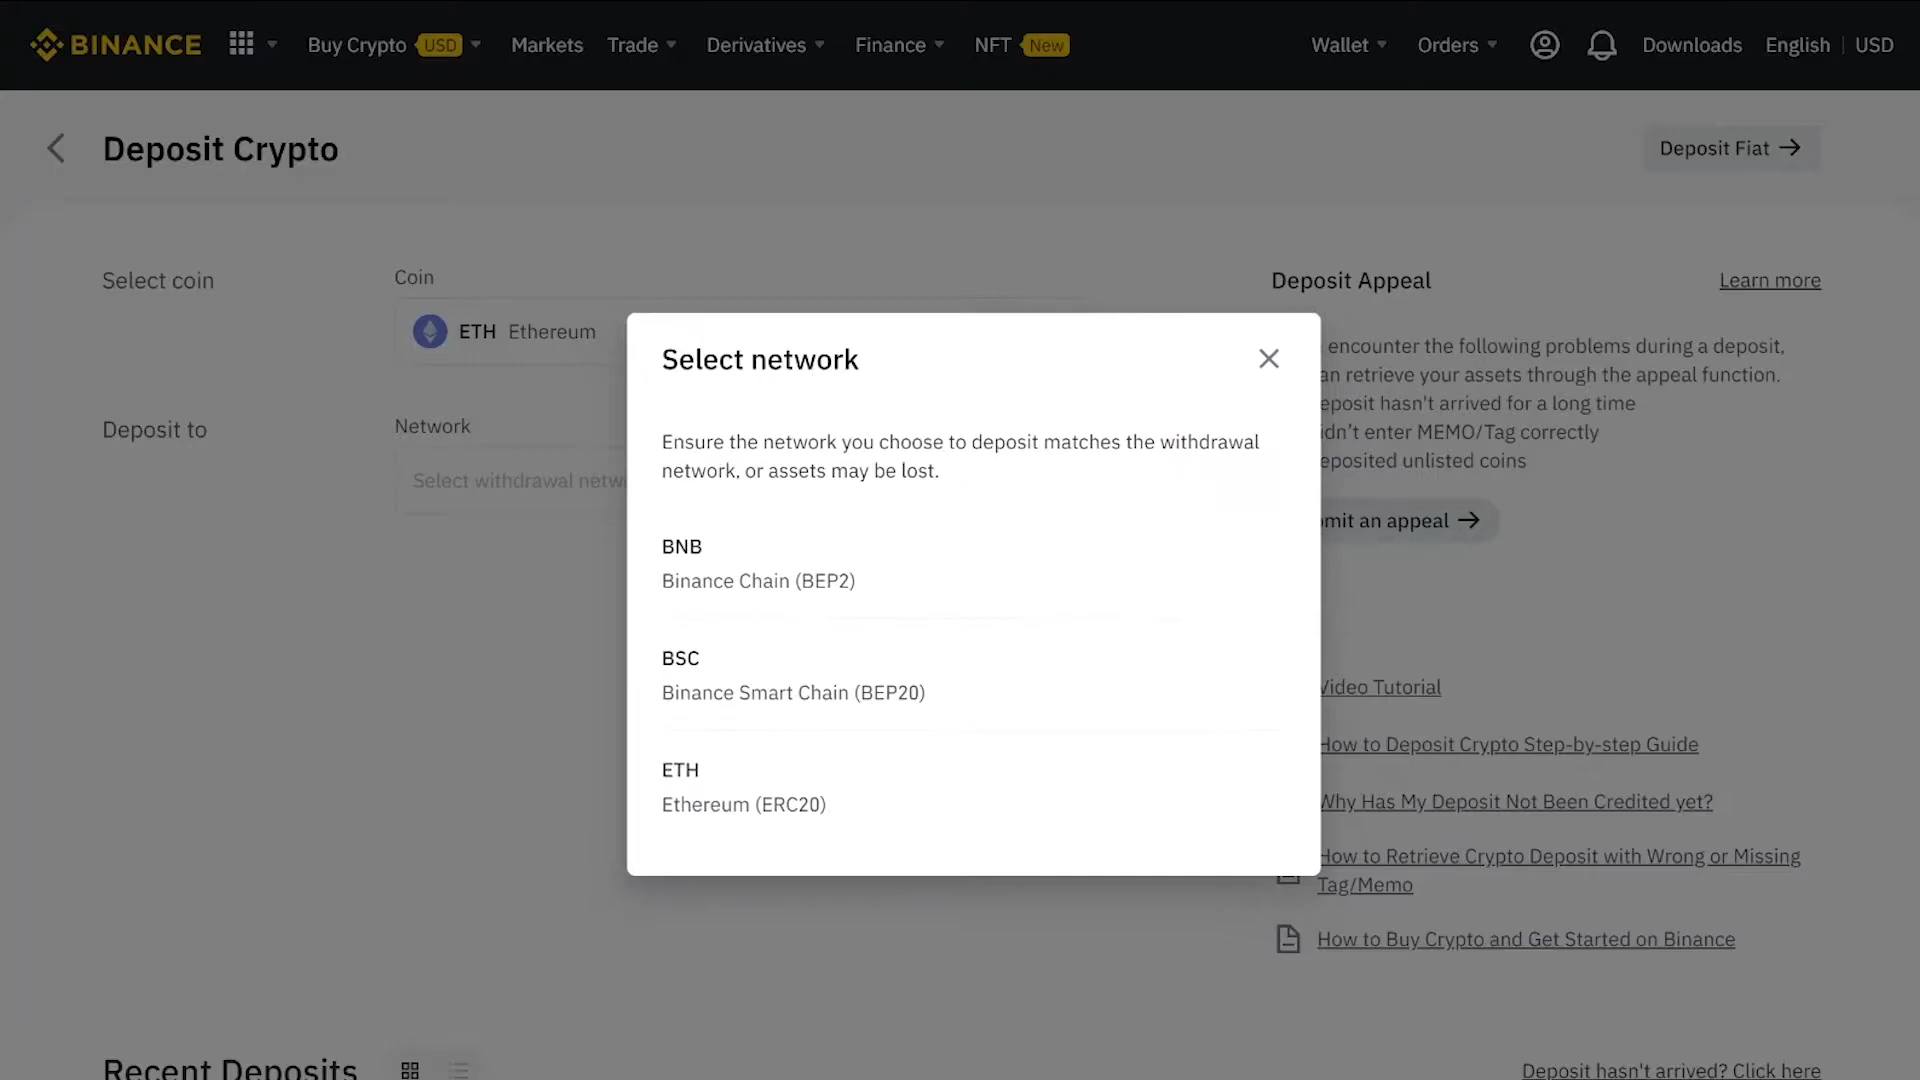 BINANCE Buy Crypto USD Markets Trade Derivatives Finance NFT New Wallet Orders Downloads English USD
Deposit Crypto
Deposit Fiat
Select coin
Coin
ETH Ethereum
Deposit to
Network
Select withdrawal
Select network
Ensure the network you choose to deposit matches the withdrawal
network, or assets may be lost.
BNB
Binance Chain (BEP2)
BSC
Binance Smart Chain (BEP20)
ETH
Ethereum (ERC20)
Deposit Appeal Learn more
encounter the following problems during a deposit,
retrieve your assets through the appeal function.
hasn't arrived for a long time
enter MEMO/Tag correctly
unlisted coins
an appeal
Video Tutorial
How to Deposit Crypto Step-by-step Guide
Why Has My Deposit Not Been Credited yet?
How to Retrieve Crypto Deposit with Wrong or Missing
Tag/Memo
How to Buy Crypto and Get Started on Binance
Recent Deposits
Deposit hasn't arrived? Click here